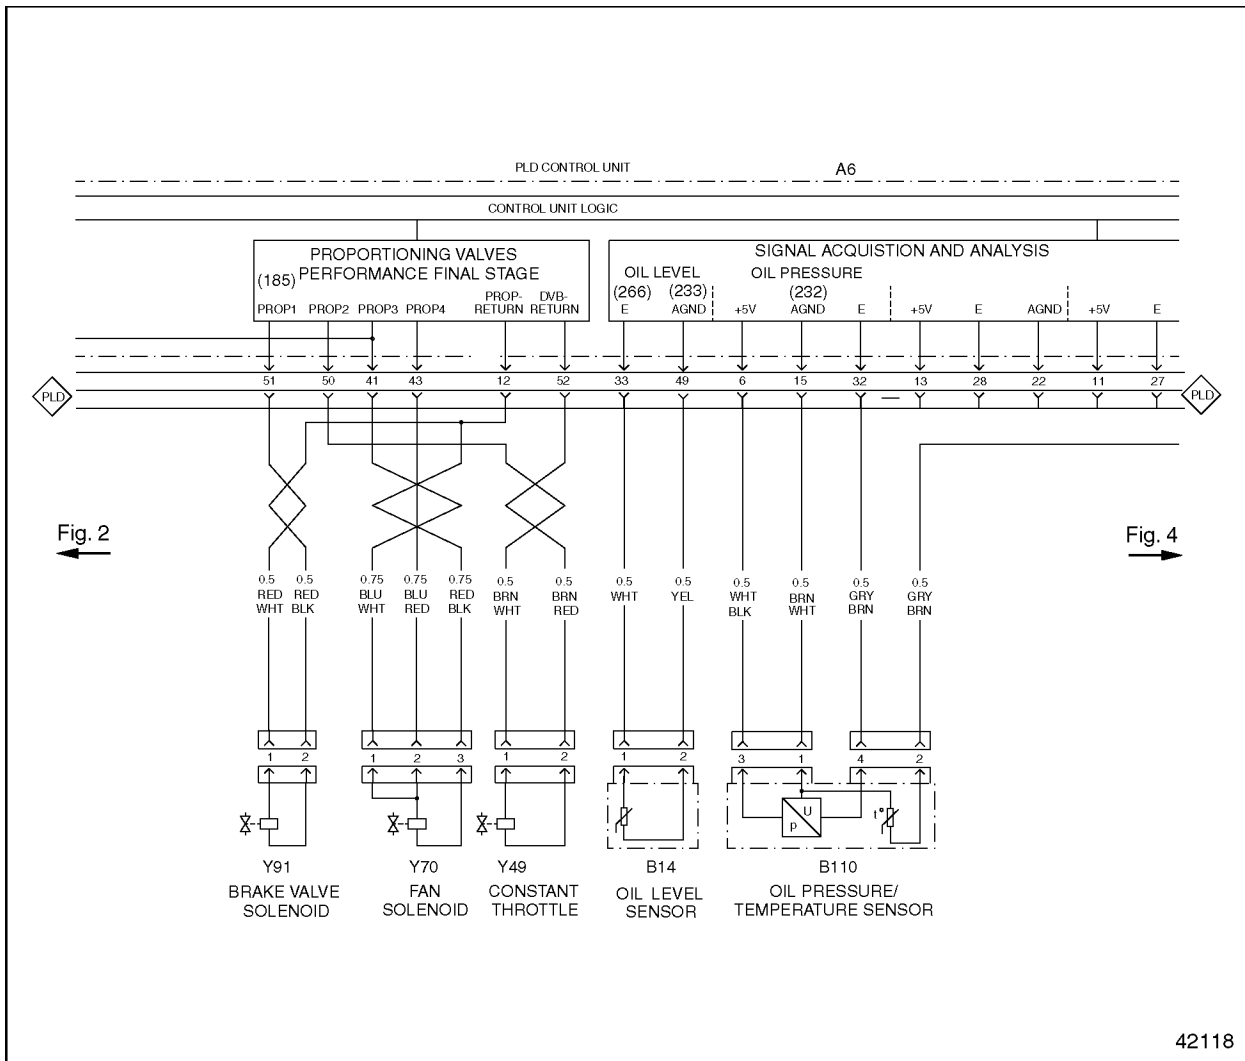 PLD CONTROL UNIT A6
CONTROL UNIT LOGIC
PROPORTIONING VALVES
(185) PERFORMANCE FINAL STAGE
PROP1 PROP2 PROP3 PROP4 PROP-RETURN DVB-RETURN
SIGNAL ACQUISTION AND ANALYSIS
OIL LEVEL OIL PRESSURE
(266) (233) (232)
E AGND +5V AGND E +5V E AGND +5V E
51 50 41 43 12 52 33 49 6 15 32 13 28 22 11 27
PLD PLD
Fig. 2 Fig. 4
0.5 0.5 0.75 0.75 0.75 0.5 0.5 0.5 0.5 0.5 0.5 0.5 0.5
RED RED BLU BLU RED BRN BRN WHT YEL WHT BRN GRY GRY
WHT BLK WHT RED BLK WHT RED BLK WHT BRN BRN
1 2 1 2 3 1 2 1 2 3 1 4 2
U
p
t°
Y91 Y70 Y49 B14 B110
BRAKE VALVE FAN CONSTANT OIL LEVEL OIL PRESSURE/
SOLENOID SOLENOID THROTTLE SENSOR TEMPERATURE SENSOR
42118